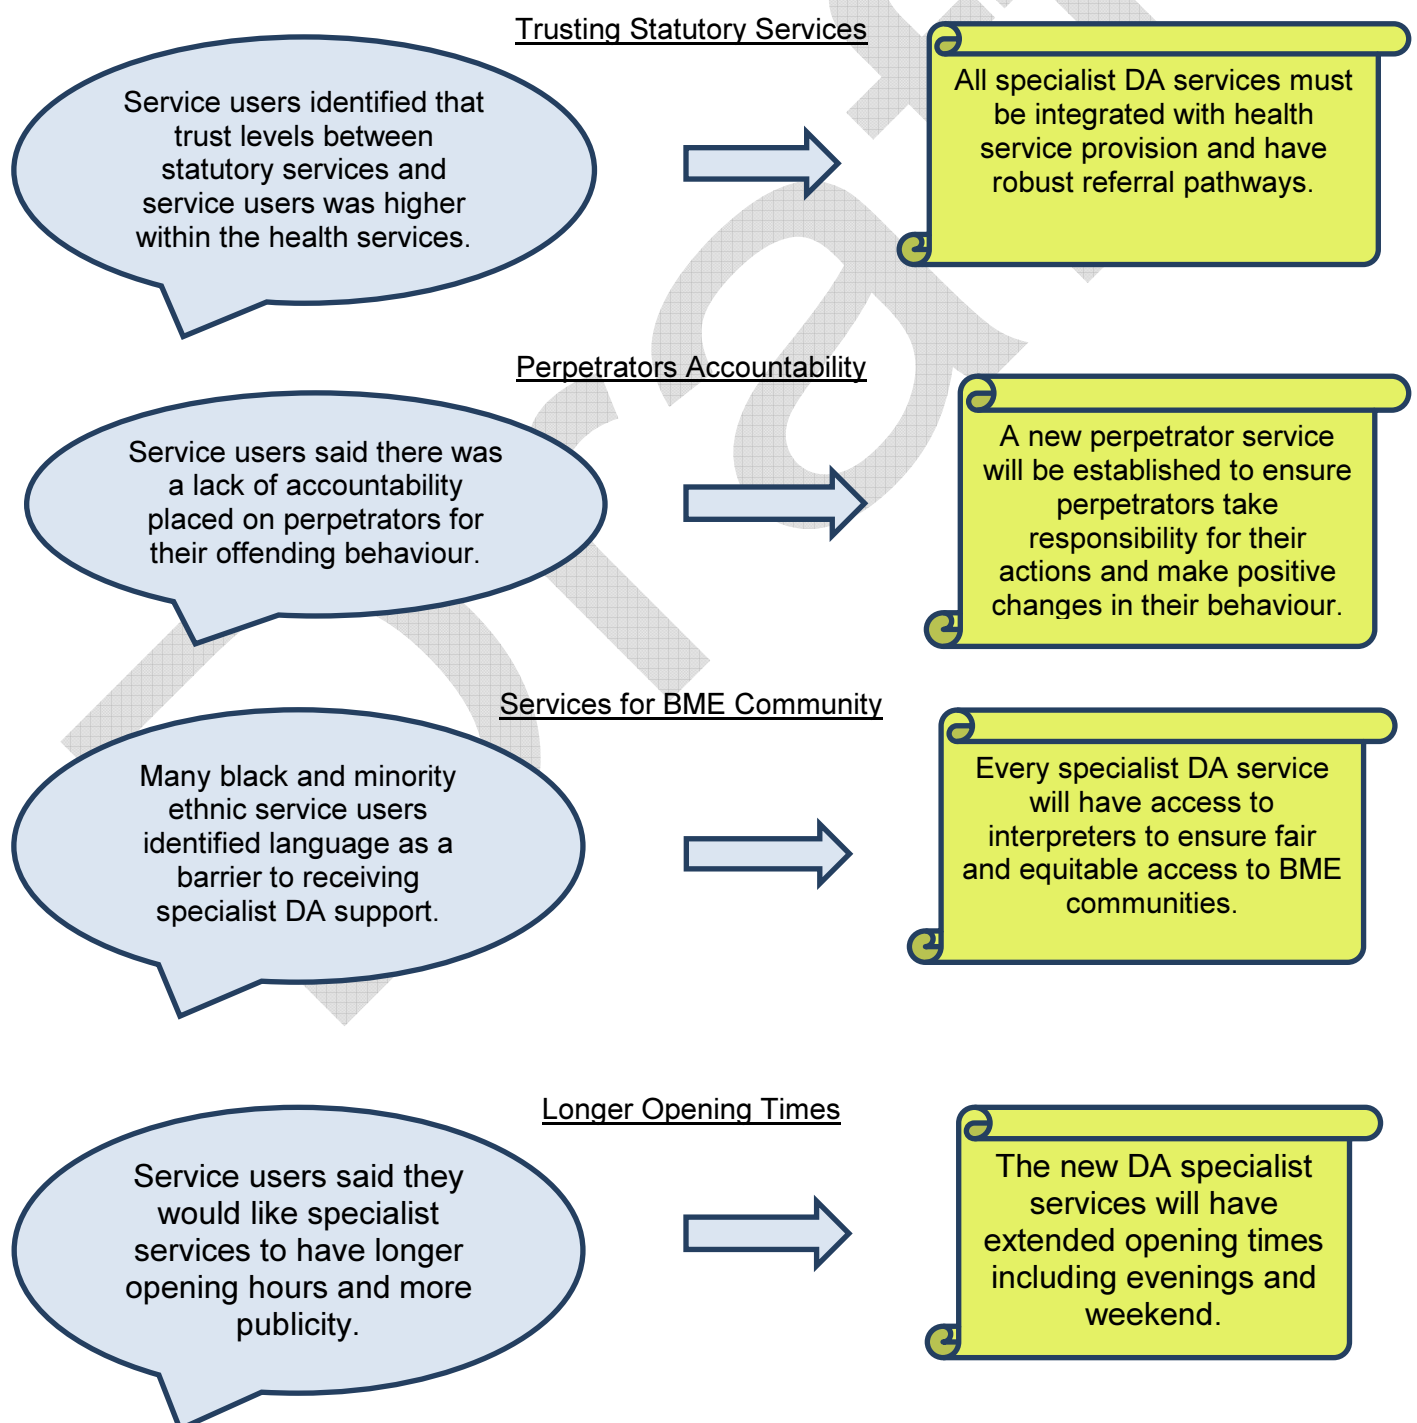 Trusting Statutory Services
Service users identified that
trust levels between
statutory services and
service users was higher
within the health services.
All specialist DA services must
be integrated with health
service provision and have
robust referral pathways.
Perpetrators Accountability
Service users said there was
a lack of accountability
placed on perpetrators for
their offending behaviour.
A new perpetrator service
will be established to ensure
perpetrators take
responsibility for their
actions and make positive
changes in their behaviour.
Services for BME Community
Many black and minority
ethnic service users
identified language as a
barrier to receiving
specialist DA support.
Every specialist DA service
will have access to
interpreters to ensure fair
and equitable access to BME
communities.
Longer Opening Times
Service users said they
would like specialist
services to have longer
opening hours and more
publicity.
The new DA specialist
services will have
extended opening times
including evenings and
weekend.
Draft